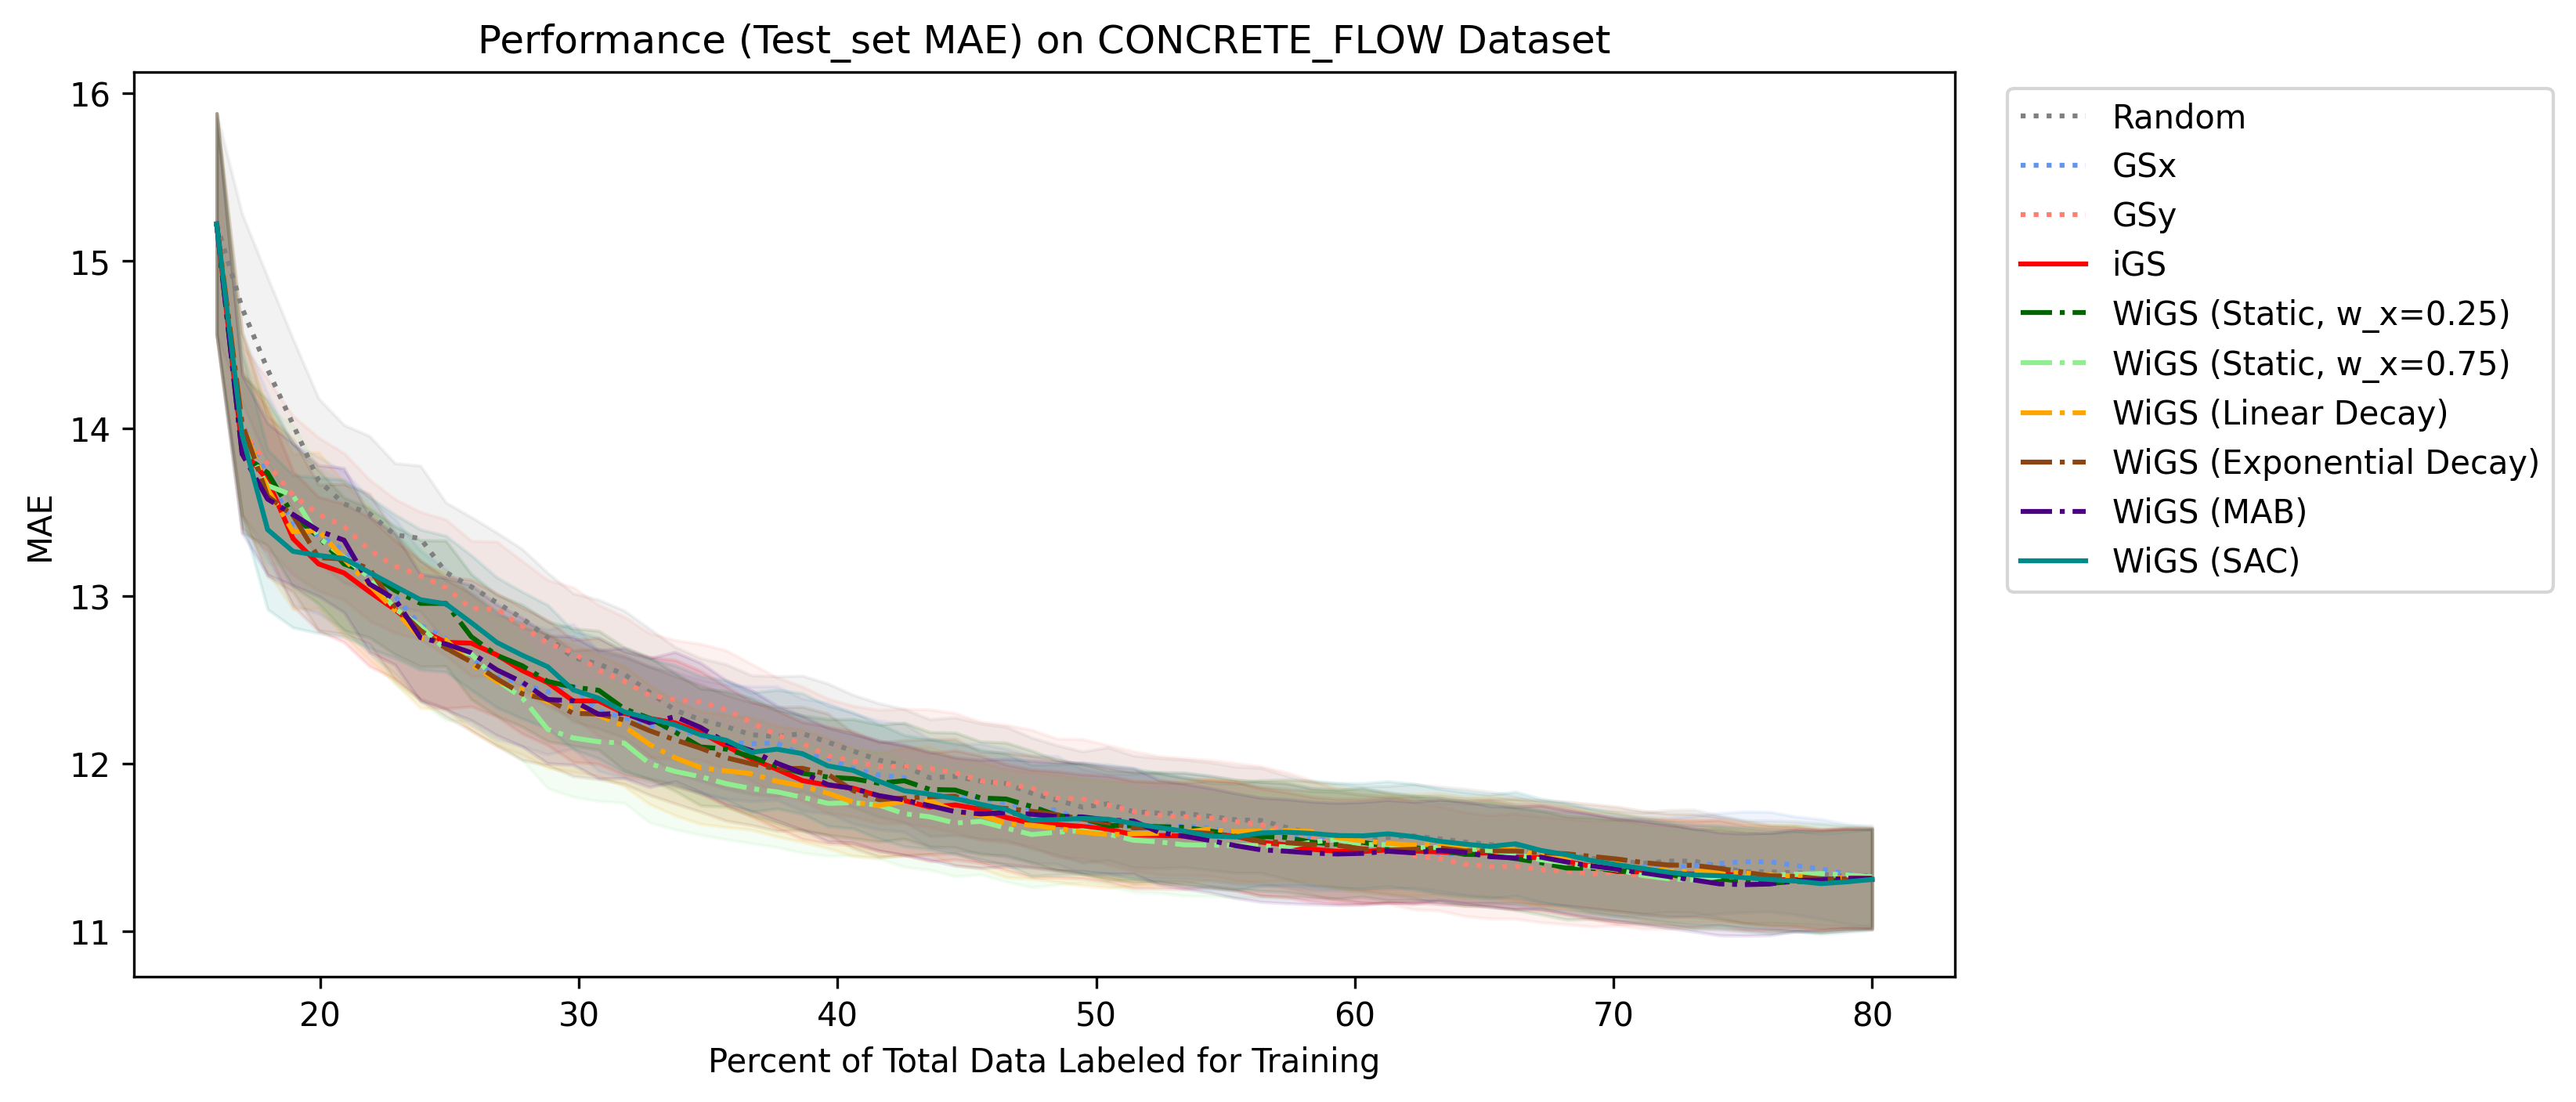 Performance (Test_set MAE) on CONCRETE_FLOW Dataset
MAE
16
15
14
13
12
11
20 30 40 50 60 70 80
Percent of Total Data Labeled for Training
Random
GSx
GSy
iGS
WiGS (Static, w_x=0.25)
WiGS (Static, w_x=0.75)
WiGS (Linear Decay)
WiGS (Exponential Decay)
WiGS (MAB)
WiGS (SAC)